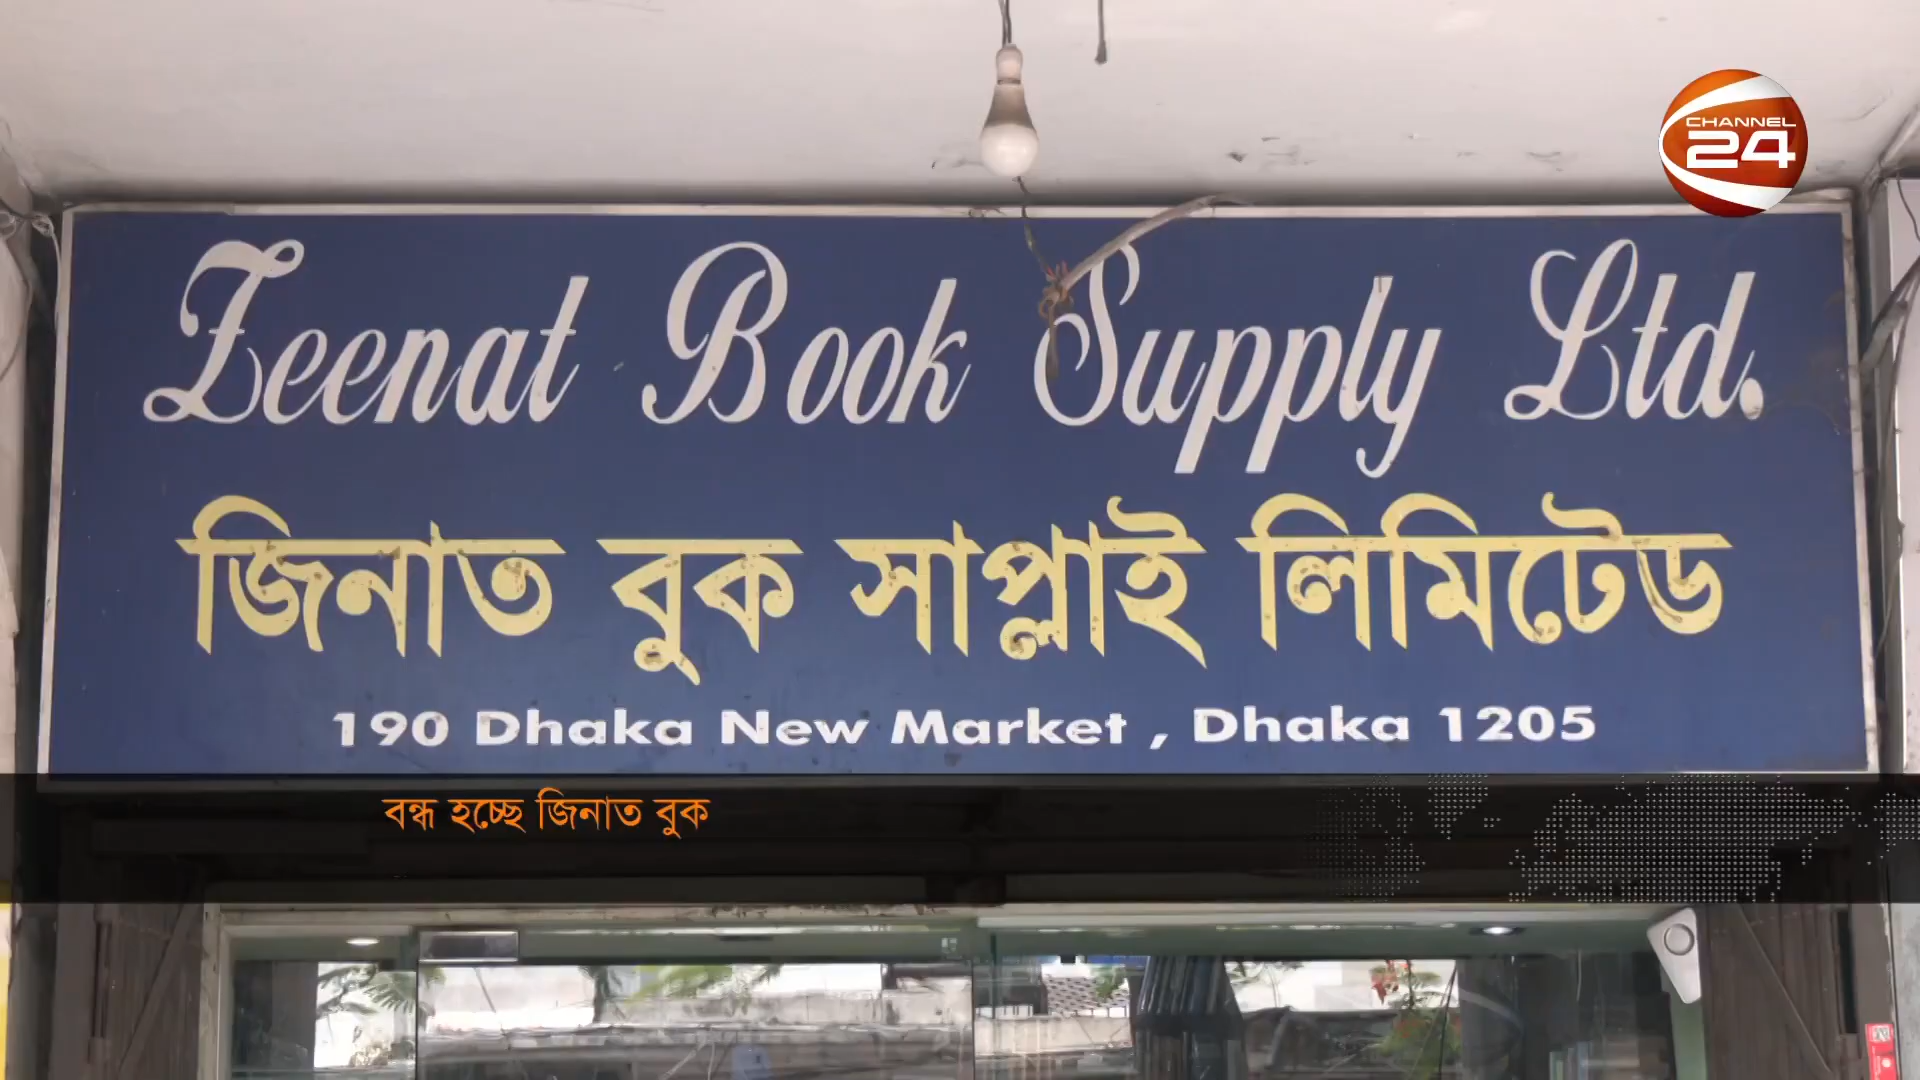 CHANNEL
24
Zeenat Book Supply Ltd.
জিনাত বুক সাপ্লাই লিমিটেড
190 Dhaka New Market , Dhaka 1205
বন্ধ হচ্ছে জিনাত বুক